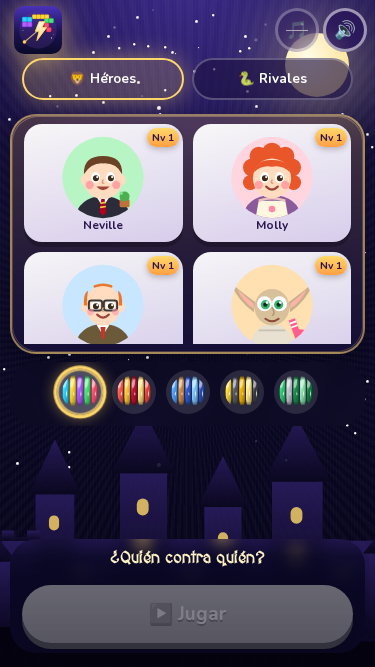 Héroes
Rivales
Nv 1
Nv 1
Neville
Molly
Nv 1
Nv 1
¿Quién contra quién?
Jugar